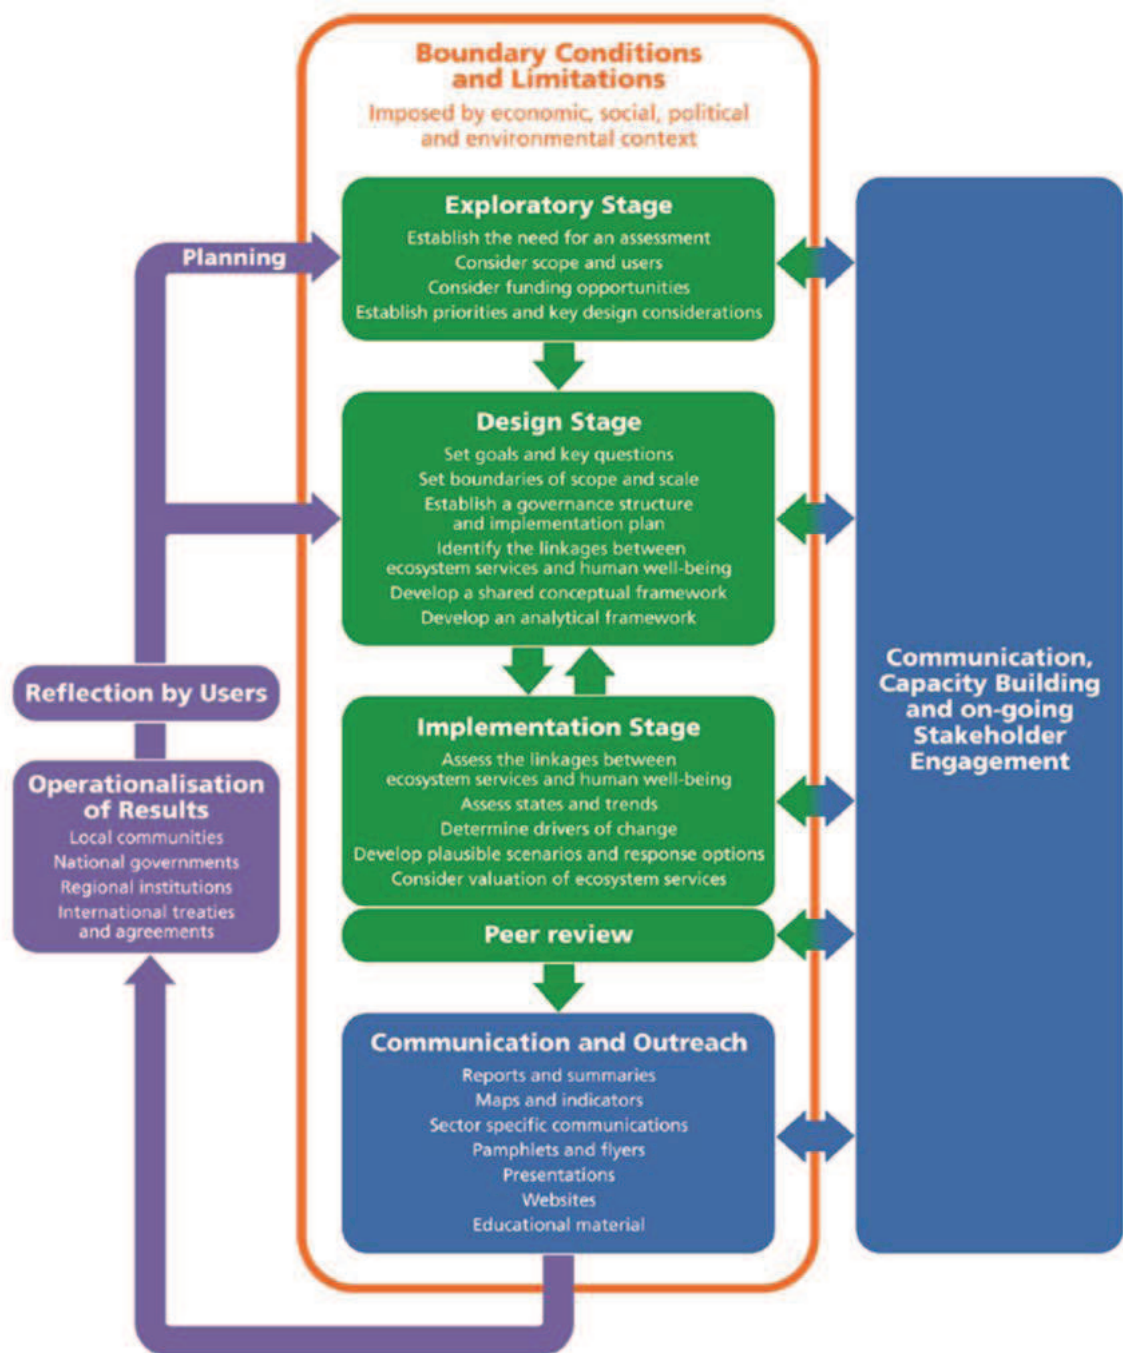 Boundary Conditions
and Limitations
Imposed by economic, social, political
and environmental context
Exploratory Stage
Establish the need for an assessment
Consider scope and users
Consider funding opportunities
Establish priorities and key design considerations
Planning
Design Stage
Set goals and key questions
Set boundaries of scope and scale
Establish a governance structure
and implementation plan
Identify the linkages between
ecosystem services and human well-being
Develop a shared conceptual framework
Develop an analytical framework
Implementation Stage
Assess the linkages between
ecosystem services and human well-being
Assess states and trends
Determine drivers of change
Develop plausible scenarios and response options
Consider valuation of ecosystem services
Peer review
Communication and Outreach
Reports and summaries
Maps and indicators
Sector specific communications
Pamphlets and flyers
Presentations
Websites
Educational material
Reflection by Users
Operationalisation
of Results
Local communities
National governments
Regional institutions
International treaties
and agreements
Communication,
Capacity Building
and on-going
Stakeholder
Engagement